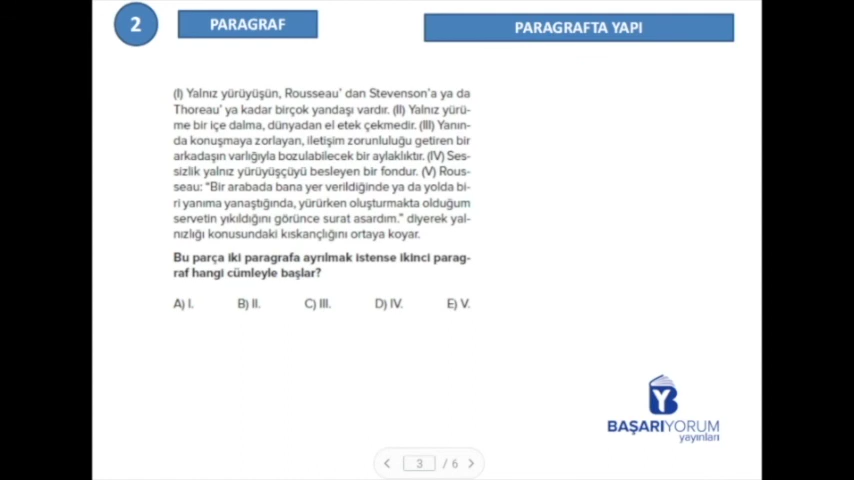 2
PARAGRAF
PARAGRAFTA YAPI
(I) Yalnız yürüyüşün, Rousseau' dan Stevenson'a ya da
Thoreau' ya kadar birçok yandaşı vardır. (II) Yalnız yürü-
me bir içe dalma, dünyadan el etek çekmedir. (III) Yanın-
da konuşmaya zorlayan, iletişim zorunluluğu getiren bir
arkadaşın varlığıyla bozulabilecek bir aylaklıktır. (IV) Ses-
sizlik yalnız yürüyüşçüyü besleyen bir fondur. (V) Rous-
seau: "Bir arabada bana yer verildiğinde ya da yolda bi-
ri yanıma yanaştığında, yürürken oluşturmakta olduğum
servetin yıkıldığını görünce surat asardım." diyerek yal-
nızlığı konusundaki kıskançlığını ortaya koyar.
Bu parça iki paragrafa ayrılmak istense ikinci parag-
raf hangi cümleyle başlar?
A) I. B) II. C) III. D) IV. E) V.
BAŞARIYORUM
yayınları
3 / 6